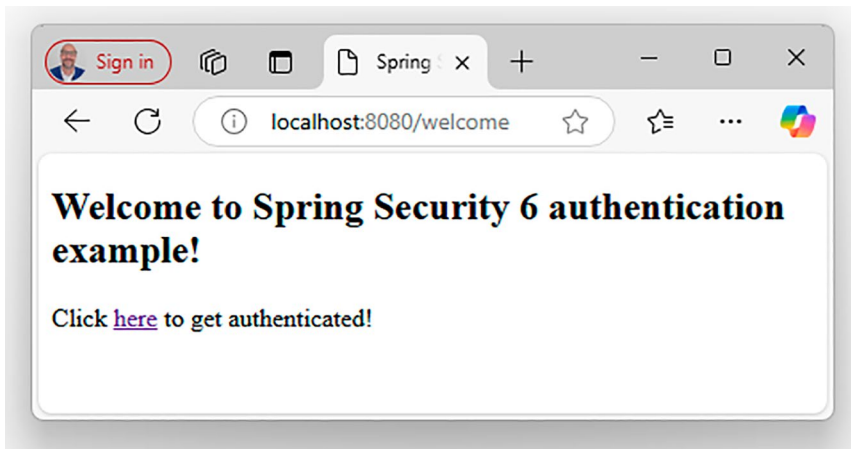 Sign in
Spring
localhost:8080/welcome
Welcome to Spring Security 6 authentication
example!
Click here to get authenticated!